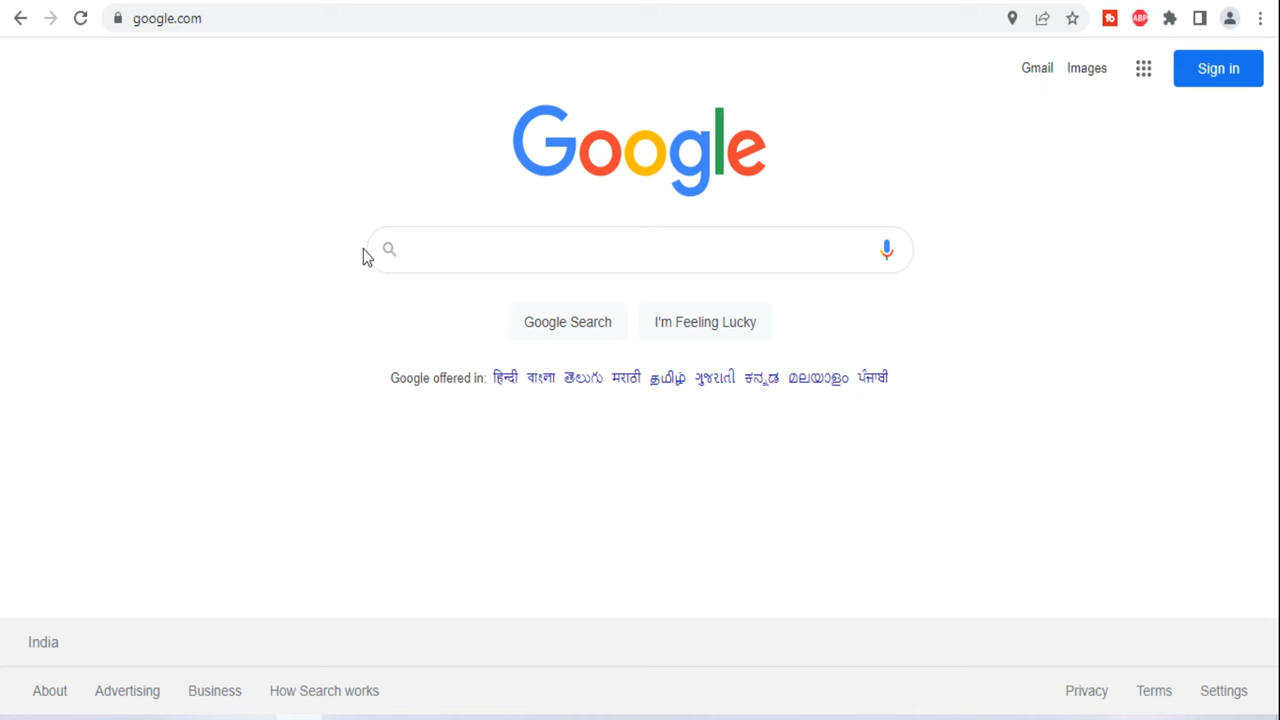 google.com
ABP
Gmail Images Sign in
Google
Google Search I'm Feeling Lucky
Google offered in: हिन्दी বাংলা తెలుగు मराठी தமிழ் ગુજરાતી ಕನ್ನಡ മലയാളം ਪੰਜਾਬੀ
India
About Advertising Business How Search works Privacy Terms Settings